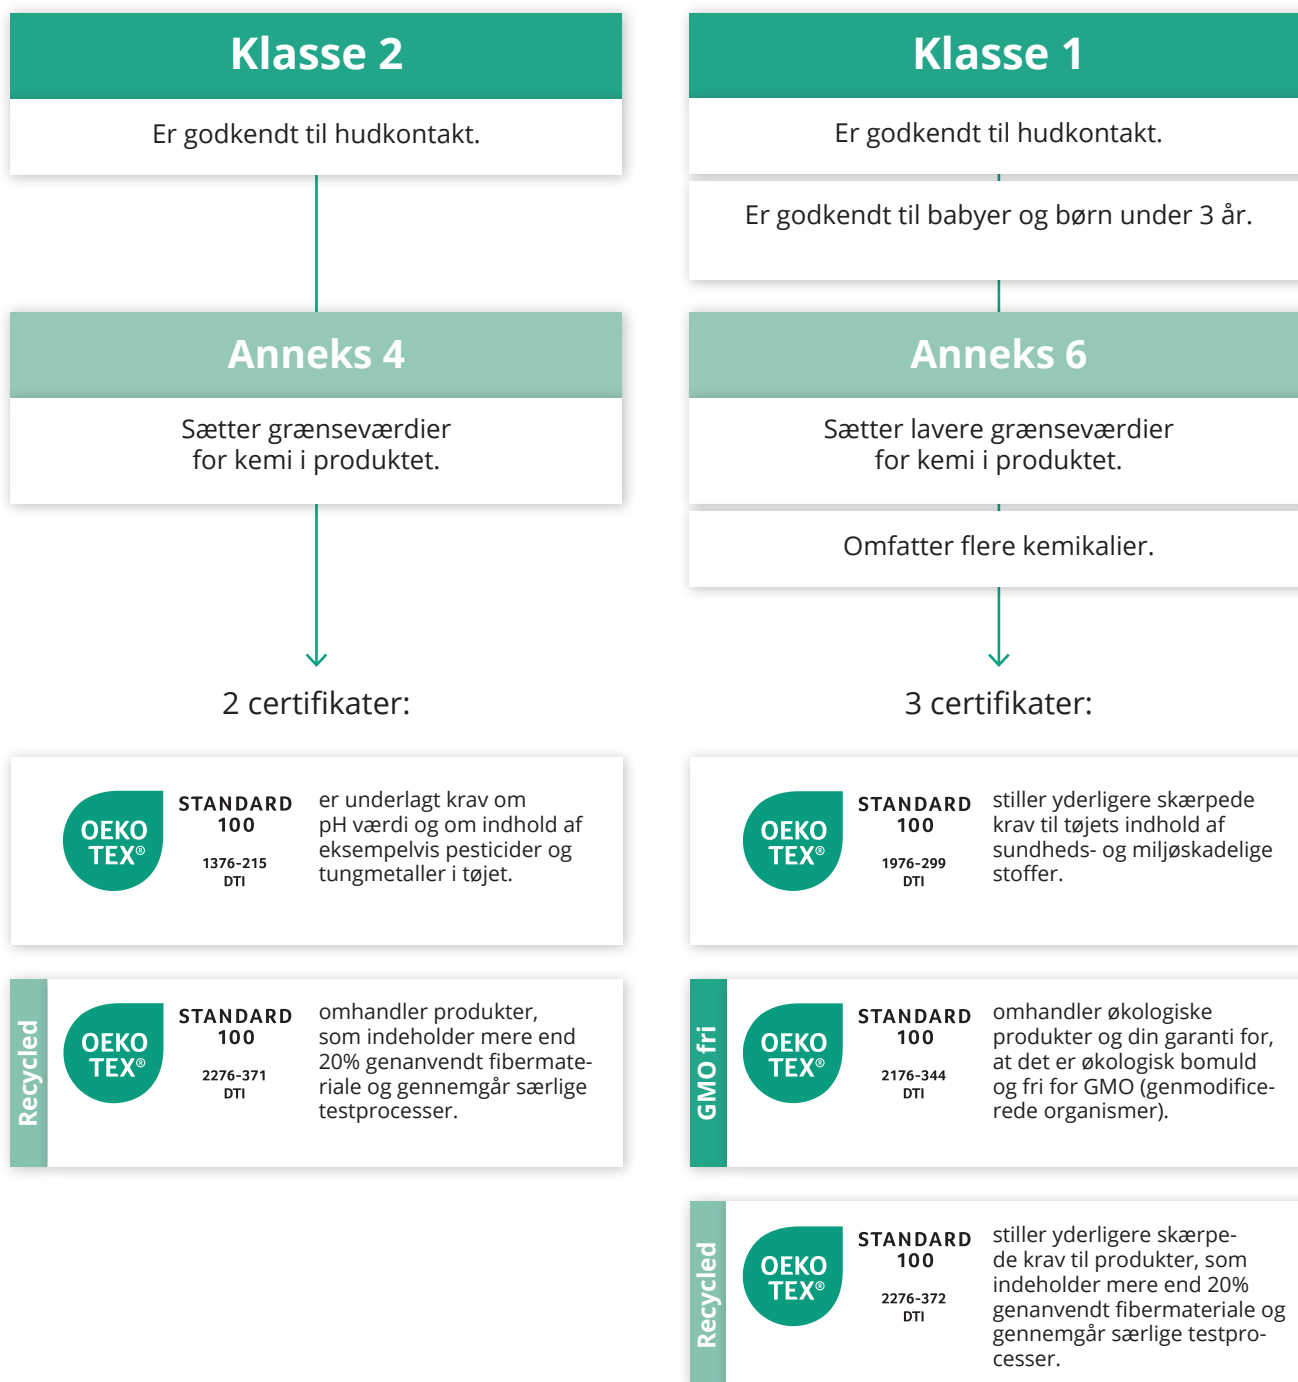 Klasse 2
Er godkendt til hudkontakt.
Anneks 4
Sætter grænseværdier
for kemi i produktet.
2 certifikater:
OEKO
TEX®
STANDARD
100
1376-215
DTI
er underlagt krav om
pH værdi og om indhold af
eksempelvis pesticider og
tungmetaller i tøjet.
Recycled
OEKO
TEX®
STANDARD
100
2276-371
DTI
omhandler produkter,
som indeholder mere end
20% genanvendt fibermate-
riale og gennemgår særlige
testprocesser.
Klasse 1
Er godkendt til hudkontakt.
Er godkendt til babyer og børn under 3 år.
Anneks 6
Sætter lavere grænseværdier
for kemi i produktet.
Omfatter flere kemikalier.
3 certifikater:
OEKO
TEX®
STANDARD
100
1976-299
DTI
stiller yderligere skærpede
krav til tøjets indhold af
sundheds- og miljøskadelige
stoffer.
GMO fri
OEKO
TEX®
STANDARD
100
2176-344
DTI
omhandler økologiske
produkter og din garanti for,
at det er økologisk bomuld
og fri for GMO (genmodifice-
rede organismer).
Recycled
OEKO
TEX®
STANDARD
100
2276-372
DTI
stiller yderligere skærpe-
de krav til produkter, som
indeholder mere end 20%
genanvendt fibermateriale og
gennemgår særlige testpro-
cesser.